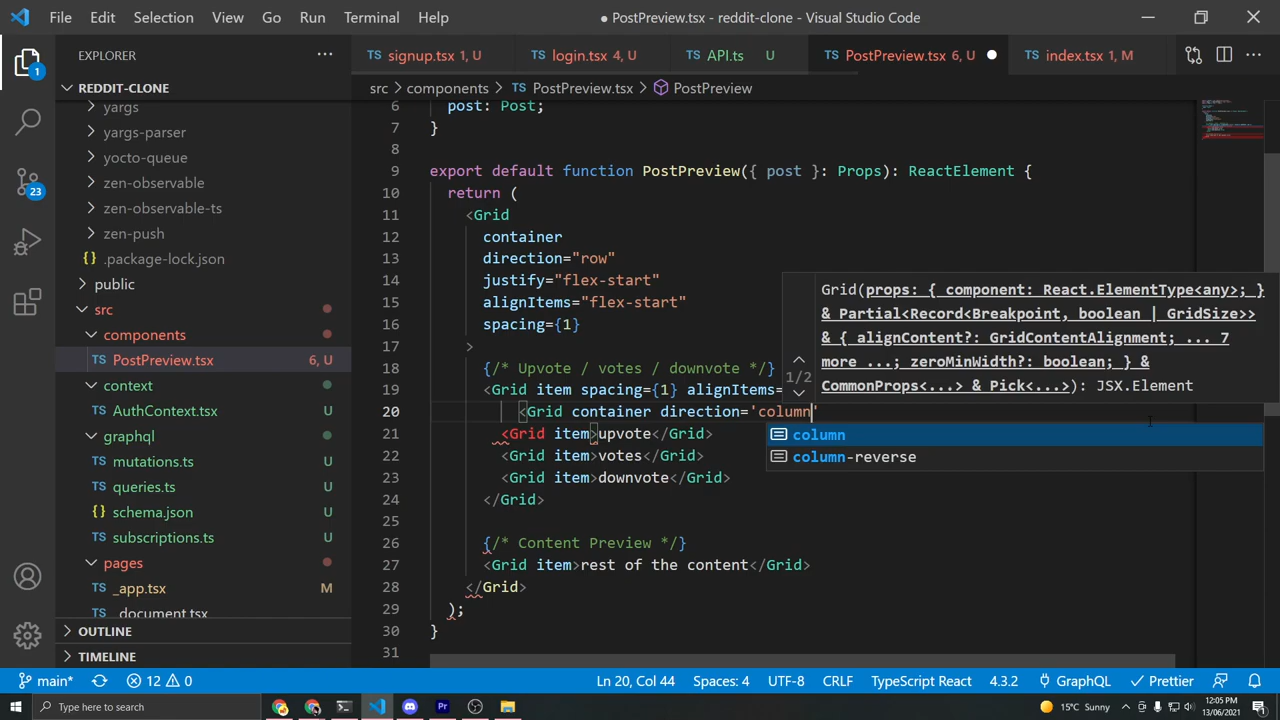 File Edit Selection View Go Run Terminal Help
● PostPreview.tsx - reddit-clone - Visual Studio Code
EXPLORER
TS signup.tsx 1, U
TS login.tsx 4, U
TS API.ts U
TS PostPreview.tsx 6, U
TS index.tsx 1, M
1
23
REDDIT-CLONE
yargs
yargs-parser
yocto-queue
zen-observable
zen-observable-ts
zen-push
{} .package-lock.json
public
src
components
PostPreview.tsx 6, U
context
AuthContext.tsx U
graphql
mutations.ts U
queries.ts U
schema.json U
subscriptions.ts U
pages
_app.tsx M
_document.tsx
OUTLINE
TIMELINE
src > components > TS PostPreview.tsx > PostPreview
6 post: Post;
7 }
8
9 export default function PostPreview({ post }: Props): ReactElement {
10 return (
11 <Grid
12 container
13 direction="row"
14 justify="flex-start"
15 alignItems="flex-start"
16 spacing={1}
17 >
18 {/* Upvote / votes / downvote */}
19 <Grid item spacing={1} alignItems=
20 <Grid container direction='column'
21 <Grid item>upvote</Grid>
22 <Grid item>votes</Grid>
23 <Grid item>downvote</Grid>
24 </Grid>
25
26 {/* Content Preview */}
27 <Grid item>rest of the content</Grid>
28 </Grid>
29 );
30 }
31
1/2
Grid(props: { component: React.ElementType<any>; }
& Partial<Record<Breakpoint, boolean | GridSize>>
& { alignContent?: GridContentAlignment; ... 7
more ...; zeroMinWidth?: boolean; } &
CommonProps<...> & Pick<...>): JSX.Element
column
column-reverse
main* 12 0 Ln 20, Col 44 Spaces: 4 UTF-8 CRLF TypeScript React 4.3.2 GraphQL Prettier
Type here to search
Pr
15°C Sunny
12:05 PM
13/06/2021
1